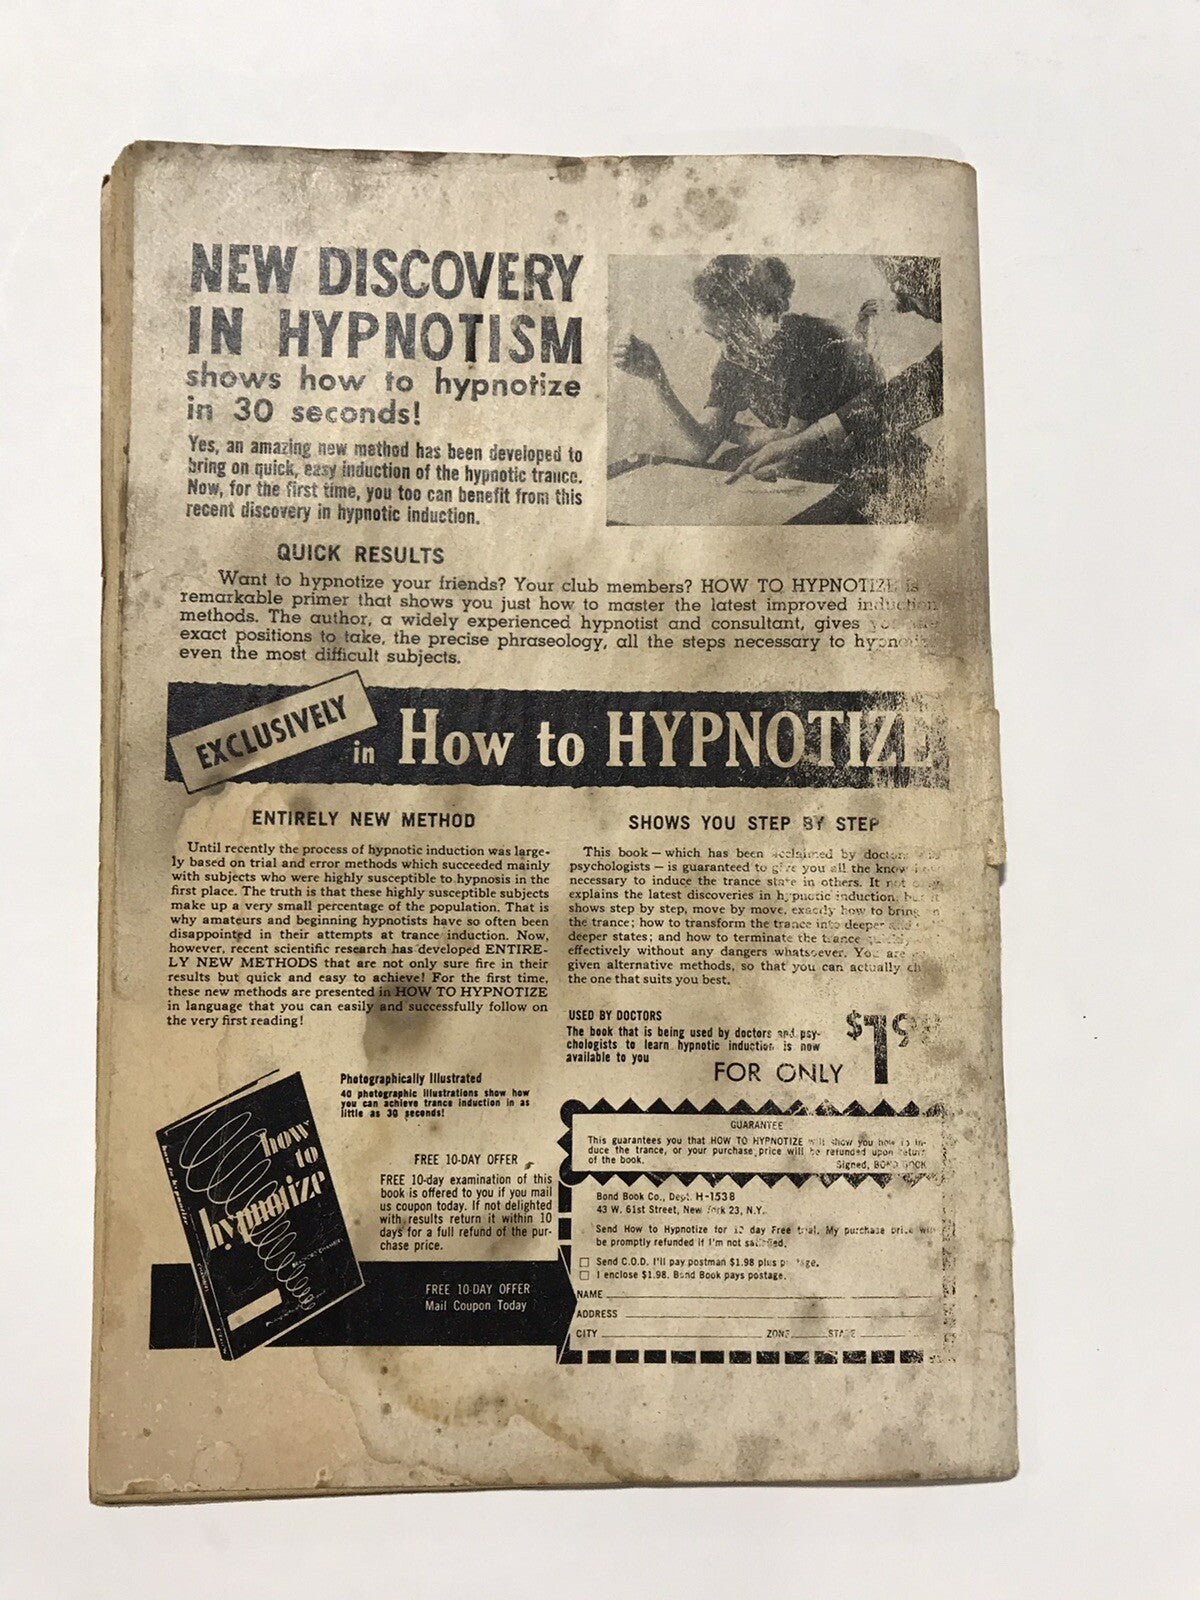 NEW DISCOVERY
IN HYPNOTISM
shows how to hypnotize
in 30 seconds!
Yes, an amazing new method has been developed to
bring on quick, easy induction of the hypnotic trance.
Now, for the first time, you too can benefit from this
recent discovery in hypnotic induction.
QUICK RESULTS
Want to hypnotize your friends? Your club members? HOW TO HYPNOTIZE is
remarkable primer that shows you just how to master the latest improved induction
methods. The author, a widely experienced hypnotist and consultant, gives you
exact positions to take, the precise phraseology, all the steps necessary to hypnotize
even the most difficult subjects.
EXCLUSIVELY
in How to HYPNOTIZE
ENTIRELY NEW METHOD
Until recently the process of hypnotic induction was large-
ly based on trial and error methods which succeeded mainly
with subjects who were highly susceptible to hypnosis in the
first place. The truth is that these highly susceptible subjects
make up a very small percentage of the population. That is
why amateurs and beginning hypnotists have so often been
disappointed in their attempts at trance induction. Now,
however, recent scientific research has developed ENTIRE-
LY NEW METHODS that are not only sure fire in their
results but quick and easy to achieve! For the first time,
these new methods are presented in HOW TO HYPNOTIZE
in language that you can easily and successfully follow on
the very first reading!
SHOWS YOU STEP BY STEP
This book — which has been acclaimed by doctors
psychologists — is guaranteed to give you all the know
necessary to induce the trance state in others. It not only
explains the latest discoveries in hypnotic induction, but it
shows step by step, move by move, exactly how to bring on
the trance; how to transform the trance into deeper and
deeper states; and how to terminate the trance quickly,
effectively without any dangers whatsoever. You are
given alternative methods, so that you can actually
the one that suits you best.
USED BY DOCTORS
The book that is being used by doctors and psy-
chologists to learn hypnotic induction is now
available to you
FOR ONLY $1.98
Photographically Illustrated
40 photographic illustrations show how
you can achieve trance induction in as
little as 30 seconds!
how
to
hypnotize
how to hypnotize
FREE 10-DAY OFFER
FREE 10-day examination of this
book is offered to you if you mail
us coupon today. If not delighted
with results return it within 10
days for a full refund of the pur-
chase price.
FREE 10-DAY OFFER
Mail Coupon Today
GUARANTEE
This guarantees you that HOW TO HYPNOTIZE will show you how to in-
duce the trance, or your purchase price will be refunded upon return
of the book.
Signed, BOND BOOK
Bond Book Co., Dept. H-1538
43 W. 61st Street, New York 23, N.Y.
Send How to Hypnotize for 10 day Free trial. My purchase price will
be promptly refunded if I'm not satisfied.
Send C.O.D. I'll pay postman $1.98 plus postage.
I enclose $1.98. Bond Book pays postage.
NAME
ADDRESS
CITY ZONE STATE